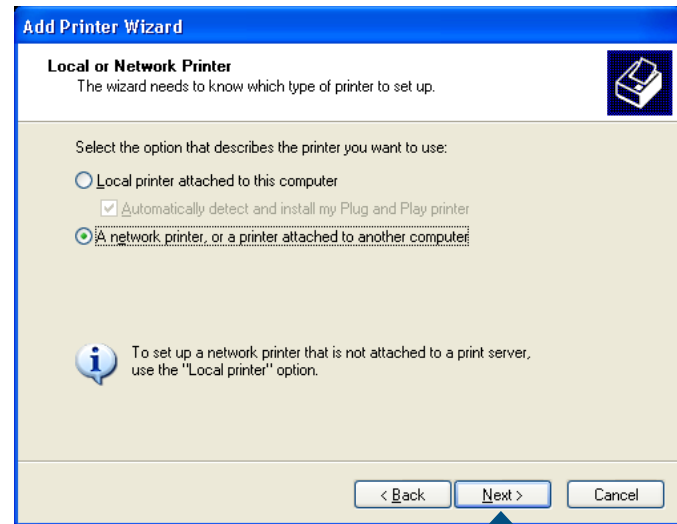 Add Printer Wizard
Local or Network Printer
The wizard needs to know which type of printer to set up.
Select the option that describes the printer you want to use:
Local printer attached to this computer
Automatically detect and install my Plug and Play printer
A network printer, or a printer attached to another computer
To set up a network printer that is not attached to a print server,
use the "Local printer" option.
< Back Next > Cancel